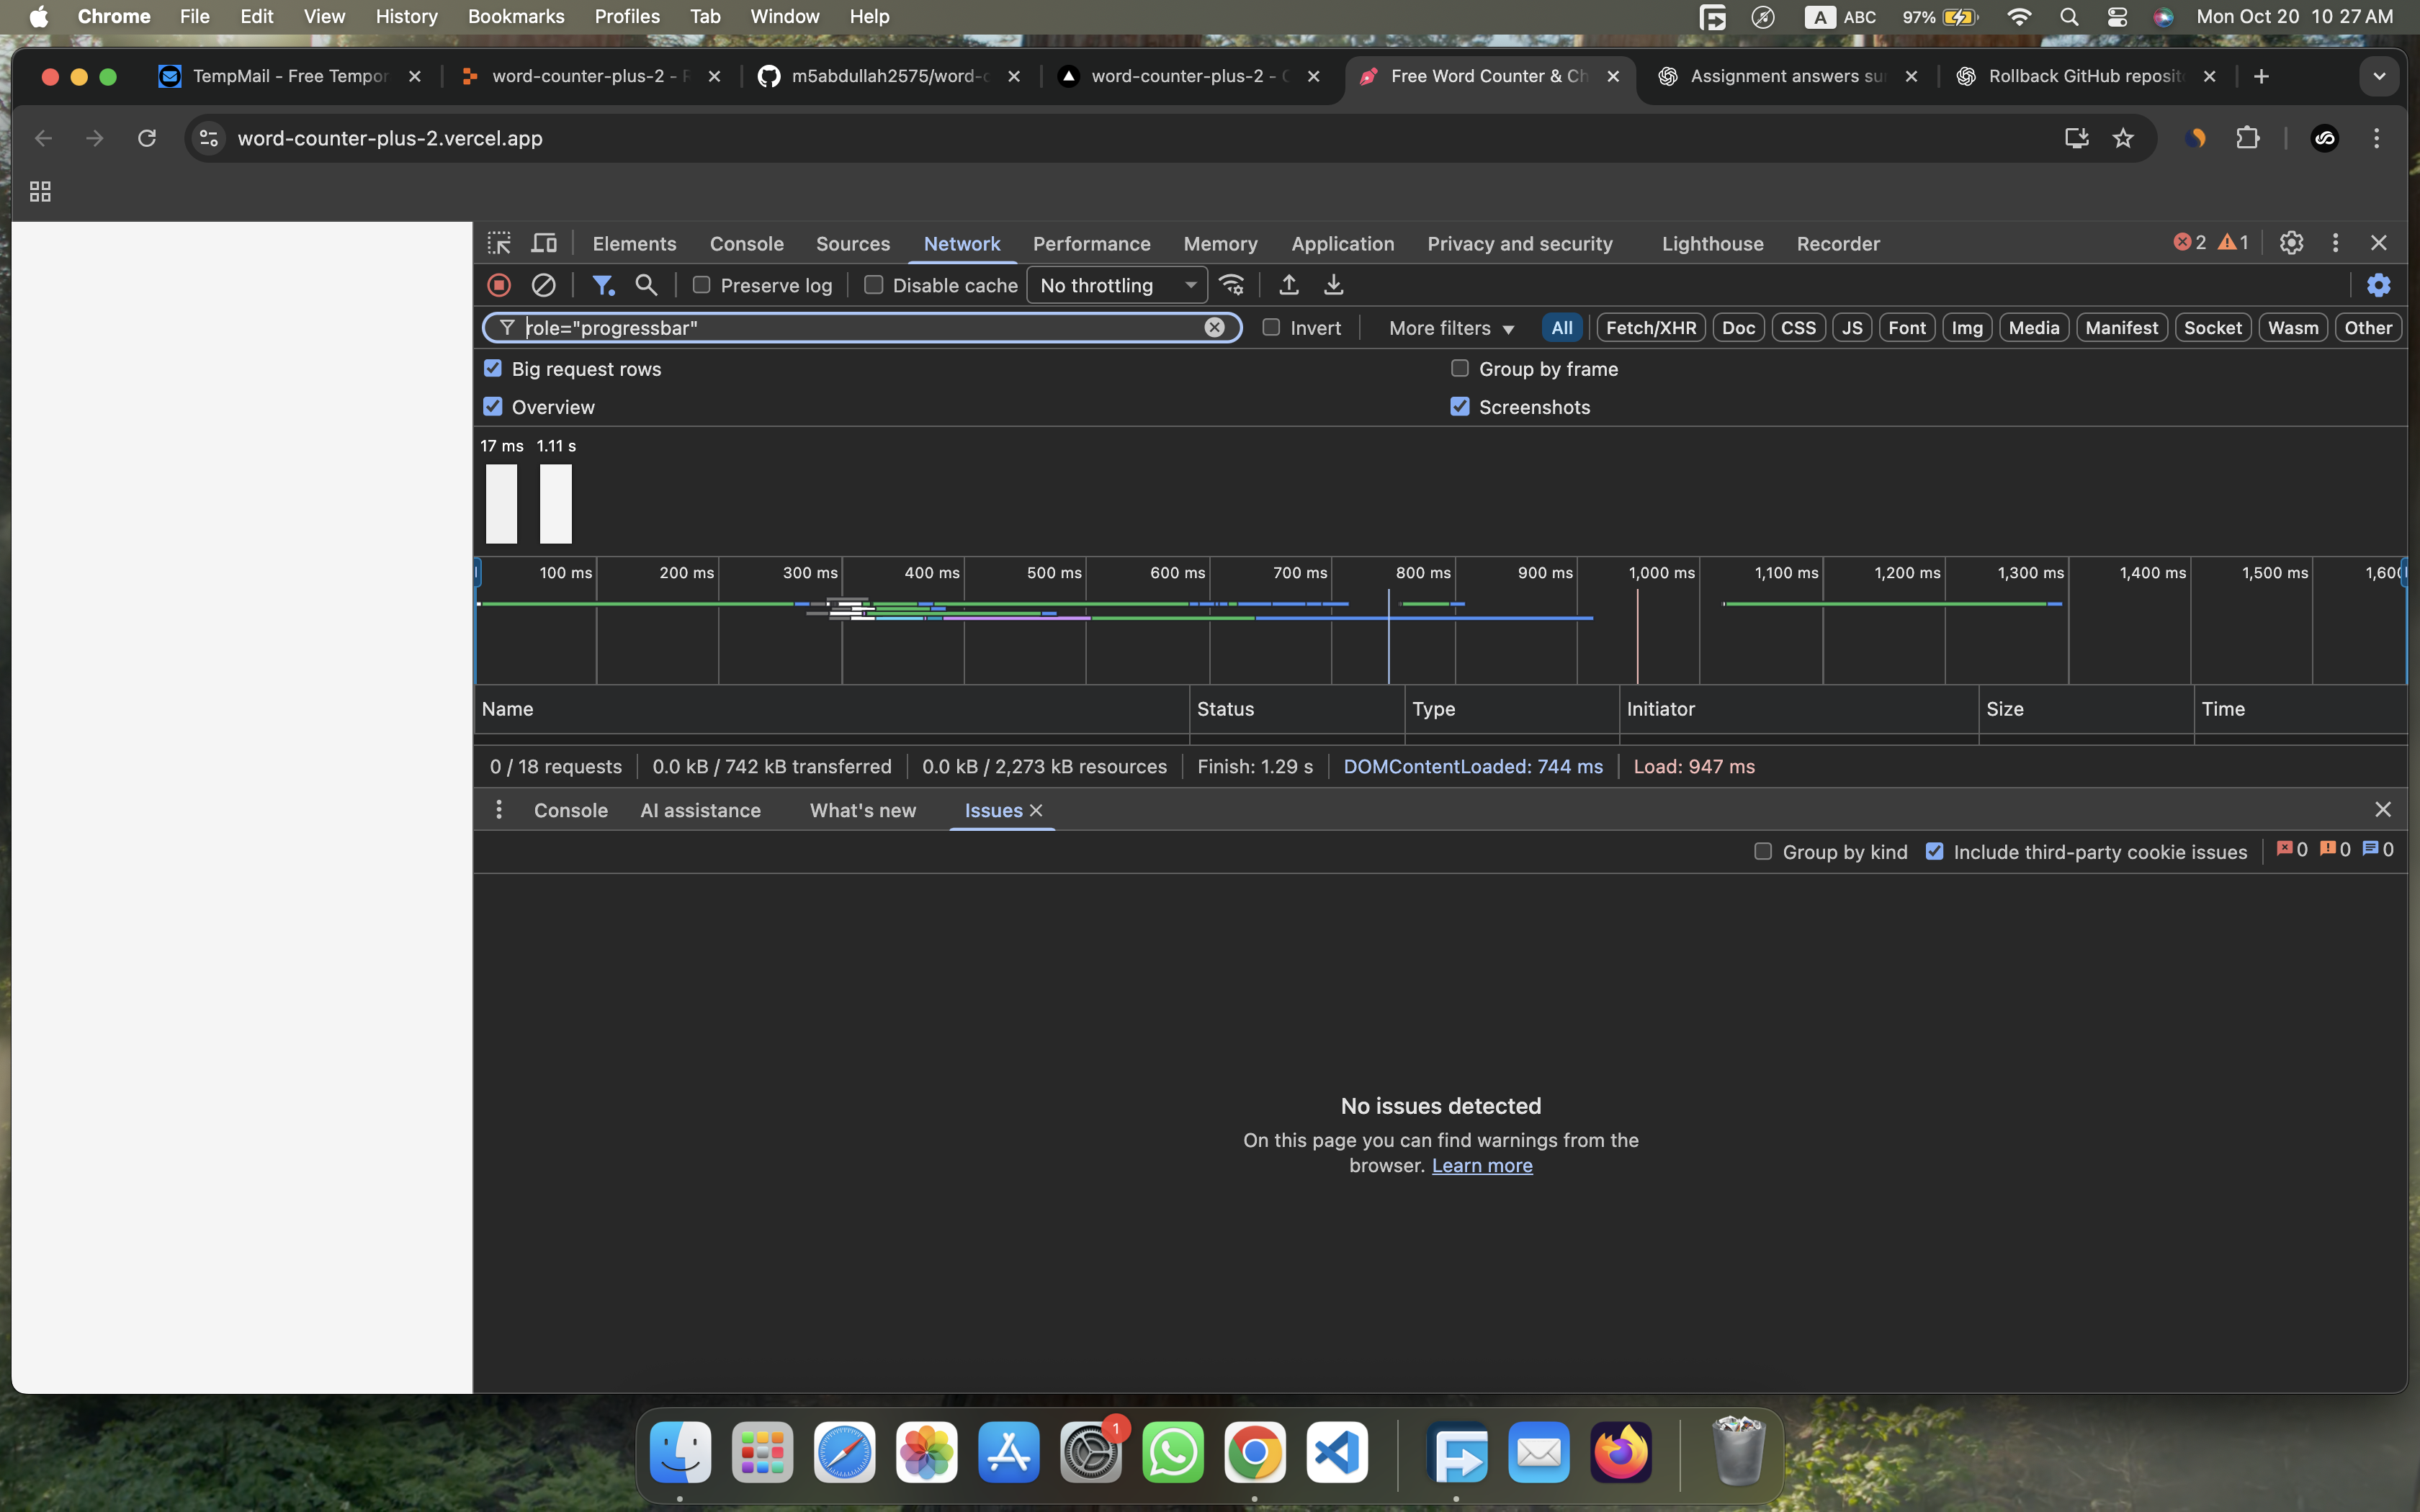 Chrome File Edit View History Bookmarks Profiles Tab Window Help A ABC 97% Mon Oct 20 10 27 AM
TempMail - Free Tempor word-counter-plus-2 - R m5abdullah2575/word-c word-counter-plus-2 - Free Word Counter & Ch Assignment answers su Rollback GitHub reposit
word-counter-plus-2.vercel.app
Elements Console Sources Network Performance Memory Application Privacy and security Lighthouse Recorder 2 1
Preserve log Disable cache No throttling
role="progressbar" Invert More filters All Fetch/XHR Doc CSS JS Font Img Media Manifest Socket Wasm Other
Big request rows Group by frame
Overview Screenshots
17 ms 1.11 s
100 ms 200 ms 300 ms 400 ms 500 ms 600 ms 700 ms 800 ms 900 ms 1,000 ms 1,100 ms 1,200 ms 1,300 ms 1,400 ms 1,500 ms 1,600
Name Status Type Initiator Size Time
0 / 18 requests 0.0 kB / 742 kB transferred 0.0 kB / 2,273 kB resources Finish: 1.29 s DOMContentLoaded: 744 ms Load: 947 ms
Console AI assistance What's new Issues
Group by kind Include third-party cookie issues 0 0 0
No issues detected
On this page you can find warnings from the
browser. Learn more
1